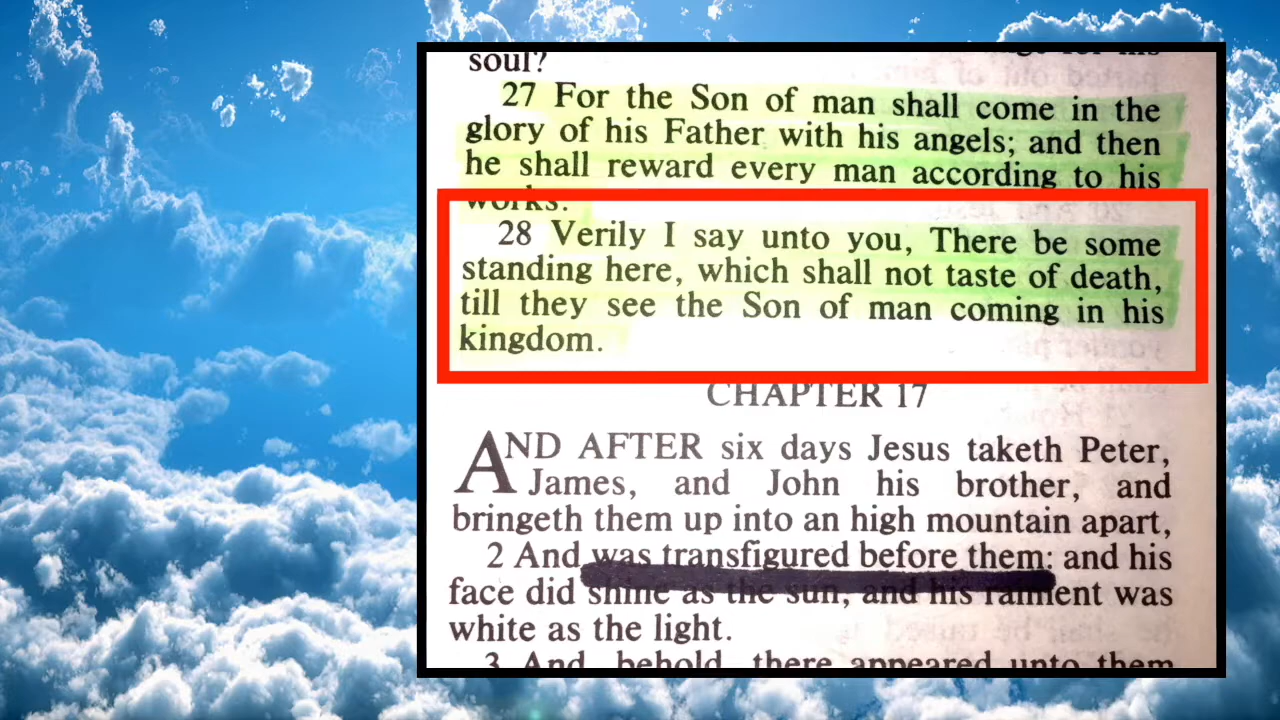 soul? for his
27 For the Son of man shall come in the
glory of his Father with his angels; and then
he shall reward every man according to his
works.
28 Verily I say unto you, There be some
standing here, which shall not taste of death,
till they see the Son of man coming in his
kingdom.
CHAPTER 17
AND AFTER six days Jesus taketh Peter,
James, and John his brother, and
bringeth them up into an high mountain apart,
2 And was transfigured before them: and his
face did shine as the sun, and his raiment was
white as the light.
3 And, behold, there appeared unto them